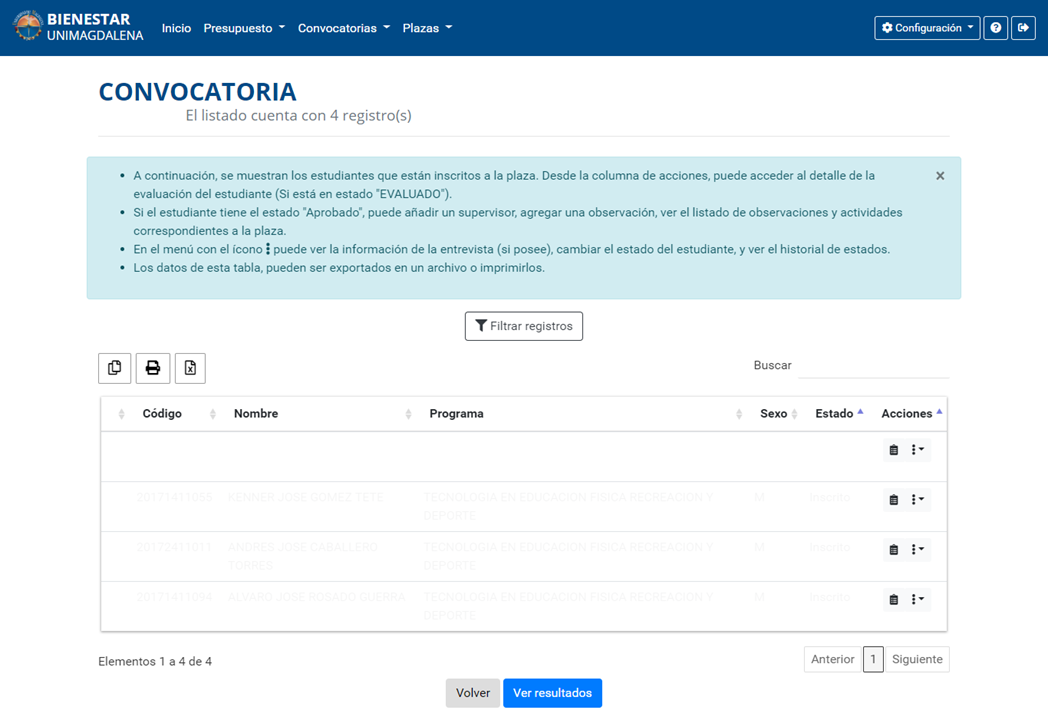 BIENESTAR
UNIMAGDALENA
Inicio Presupuesto Convocatorias Plazas Configuración
CONVOCATORIA
El listado cuenta con 4 registro(s)
A continuación, se muestran los estudiantes que están inscritos a la plaza. Desde la columna de acciones, puede acceder al detalle de la
evaluación del estudiante (Si está en estado "EVALUADO").
Si el estudiante tiene el estado "Aprobado", puede añadir un supervisor, agregar una observación, ver el listado de observaciones y actividades
correspondientes a la plaza.
En el menú con el ícono puede ver la información de la entrevista (si posee), cambiar el estado del estudiante, y ver el historial de estados.
Los datos de esta tabla, pueden ser exportados en un archivo o imprimirlos.
Filtrar registros
Buscar
Código Nombre Programa Sexo Estado Acciones
20171411055 KENNER JOSE GOMEZ TETE TECNOLOGIA EN EDUCACION FISICA RECREACION Y M Inscrito
DEPORTE
20172411011 ANDRES JOSE CABALLERO TECNOLOGIA EN EDUCACION FISICA RECREACION Y M Inscrito
TORRES DEPORTE
20171411094 ALVARO JOSE ROSADO GUERRA TECNOLOGIA EN EDUCACION FISICA RECREACION Y M Inscrito
DEPORTE
Elementos 1 a 4 de 4
Anterior 1 Siguiente
Volver Ver resultados